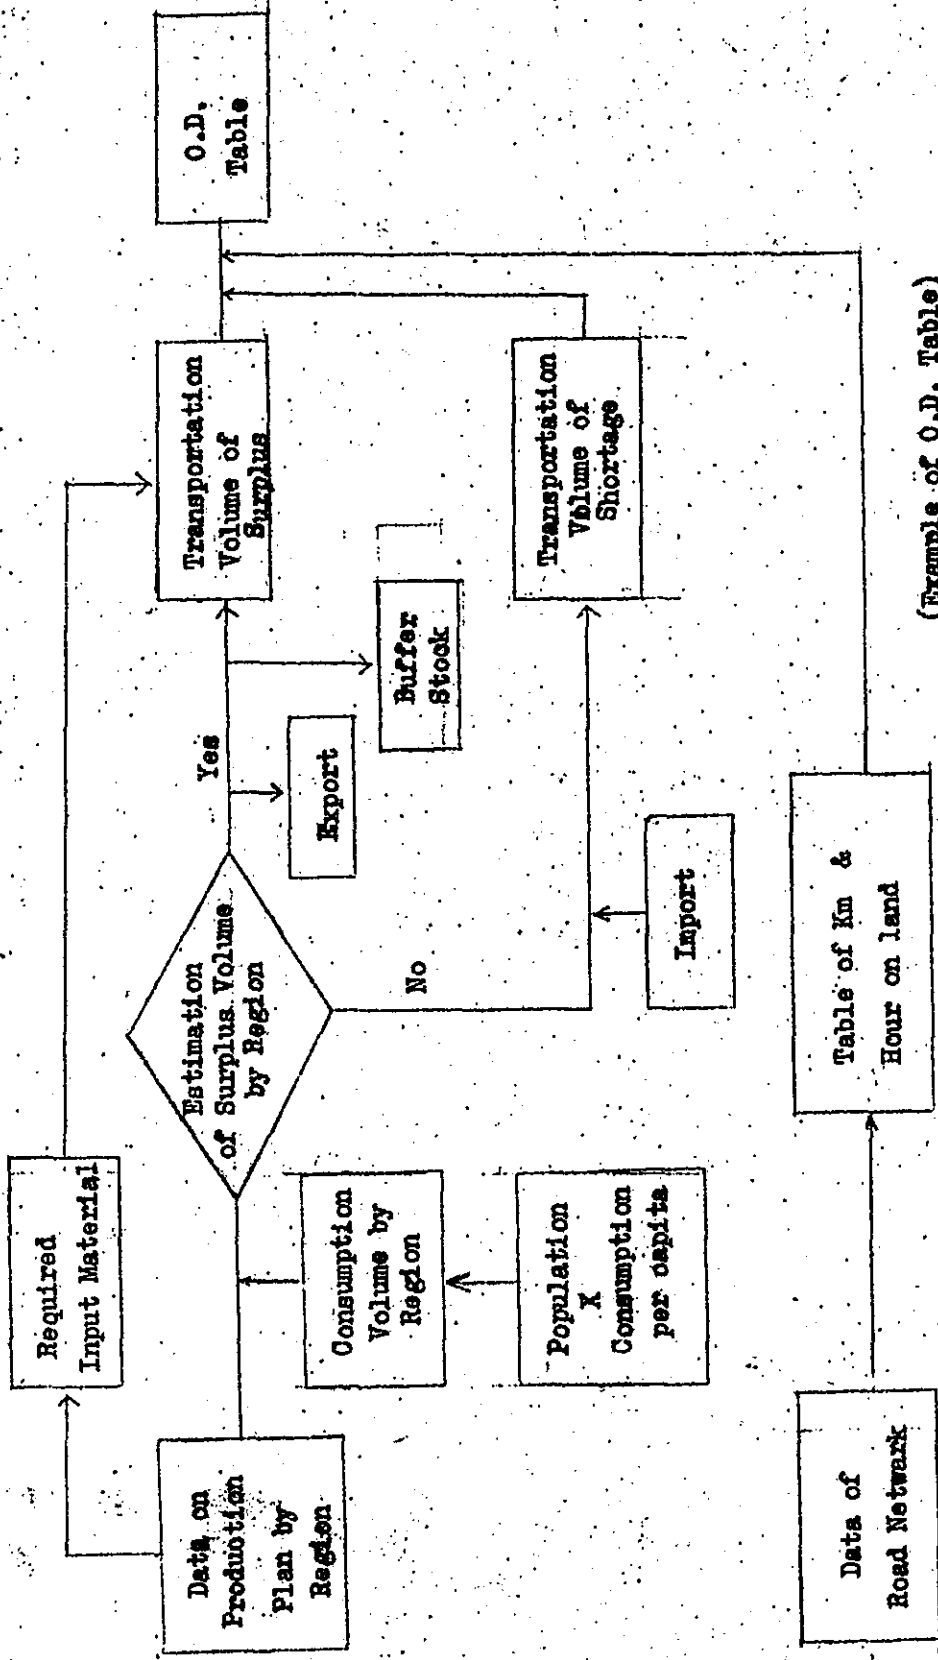 Required
Input Material
Data on
Production
Plan by
Region
Estimation
of Surplus Volume
by Region
Yes
No
Consumption
Volume by
Region
Population
X
Consumption
per capita
Export
Buffer
Stock
Import
Transportation
Volume of
Surplus
Transportation
Volume of
Shortage
O.D.
Table
Data of
Road Network
Table of Km &
Hour on land
(Example of O.D. Table)